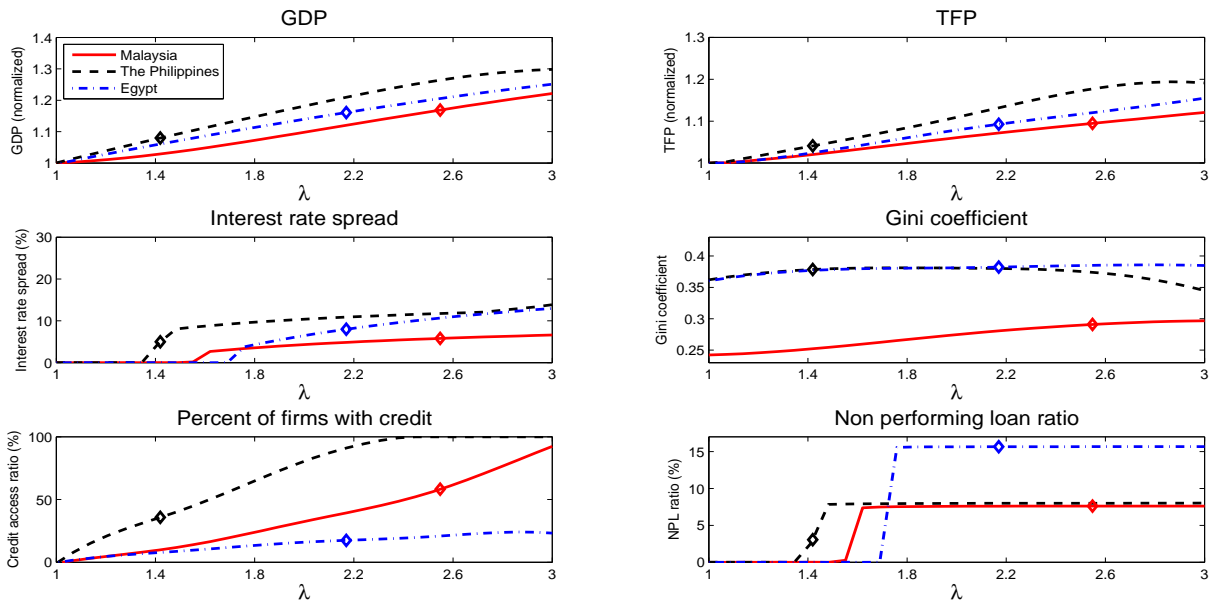 GDP
GDP (normalized)
1.4
1.3
1.2
1.1
1
Malaysia
The Philippines
Egypt
1 1.4 1.8 2.2 2.6 3
λ
TFP
TFP (normalized)
1.3
1.2
1.1
1
1 1.4 1.8 2.2 2.6 3
λ
Interest rate spread
Interest rate spread (%)
30
20
10
0
1 1.4 1.8 2.2 2.6 3
λ
Gini coefficient
Gini coefficient
0.4
0.35
0.3
0.25
1 1.4 1.8 2.2 2.6 3
λ
Percent of firms with credit
Credit access ratio (%)
100
50
0
1 1.4 1.8 2.2 2.6 3
λ
Non performing loan ratio
NPL ratio (%)
15
10
5
0
1 1.4 1.8 2.2 2.6 3
λ